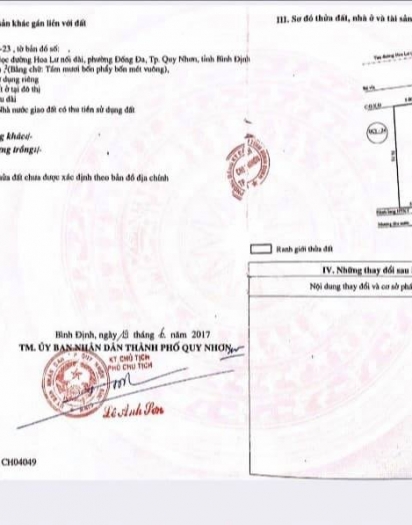 sản khác gắn liền với đất
-23 , tờ bản đồ số:
dọc đường Hoa Lư nối dài, phường Đống Đa, Tp. Quy Nhơn, tỉnh Bình Định
(Bằng chữ: Tám mươi bốn phẩy bốn mét vuông),
dụng riêng
ở tại đô thị
u dài
Nhà nước giao đất có thu tiền sử dụng đất
g khác:-/-
ng trồng:-/-
đất chưa được xác định theo bản đồ địa chính
III. Sơ đồ thửa đất, nhà ở và tài sản
Ranh giới thửa đất
IV. Những thay đổi sau
Nội dung thay đổi và cơ sở phá
Bình Định, ngày tháng 6 năm 2017
TM. ỦY BAN NHÂN DÂN THÀNH PHỐ QUY NHƠN
KT CHỦ TỊCH
PHÓ CHỦ TỊCH
Lê Anh Sơn
CH04049